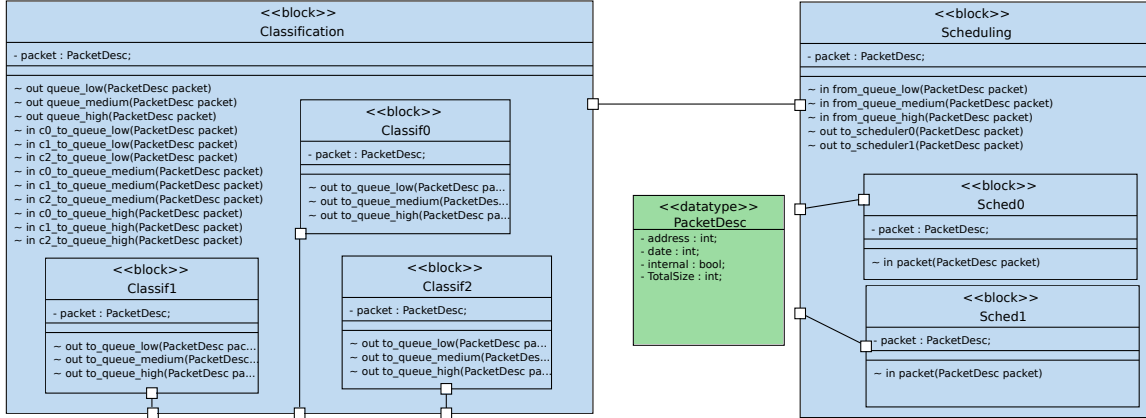 <<block>>
Classification
- packet : PacketDesc;
~ out queue_low(PacketDesc packet)
~ out queue_medium(PacketDesc packet)
~ out queue_high(PacketDesc packet)
~ in c0_to_queue_low(PacketDesc packet)
~ in c1_to_queue_low(PacketDesc packet)
~ in c2_to_queue_low(PacketDesc packet)
~ in c0_to_queue_medium(PacketDesc packet)
~ in c1_to_queue_medium(PacketDesc packet)
~ in c2_to_queue_medium(PacketDesc packet)
~ in c0_to_queue_high(PacketDesc packet)
~ in c1_to_queue_high(PacketDesc packet)
~ in c2_to_queue_high(PacketDesc packet)
<<block>>
Classif0
- packet : PacketDesc;
~ out to_queue_low(PacketDesc pa...
~ out to_queue_medium(PacketDes...
~ out to_queue_high(PacketDesc pa...
<<block>>
Classif1
- packet : PacketDesc;
~ out to_queue_low(PacketDesc pac...
~ out to_queue_medium(PacketDesc...
~ out to_queue_high(PacketDesc pa...
<<block>>
Classif2
- packet : PacketDesc;
~ out to_queue_low(PacketDesc pa...
~ out to_queue_medium(PacketDes...
~ out to_queue_high(PacketDesc pa...
<<datatype>>
PacketDesc
- address : int;
- date : int;
- internal : bool;
- TotalSize : int;
<<block>>
Scheduling
- packet : PacketDesc;
~ in from_queue_low(PacketDesc packet)
~ in from_queue_medium(PacketDesc packet)
~ in from_queue_high(PacketDesc packet)
~ out to_scheduler0(PacketDesc packet)
~ out to_scheduler1(PacketDesc packet)
<<block>>
Sched0
- packet : PacketDesc;
~ in packet(PacketDesc packet)
<<block>>
Sched1
- packet : PacketDesc;
~ in packet(PacketDesc packet)